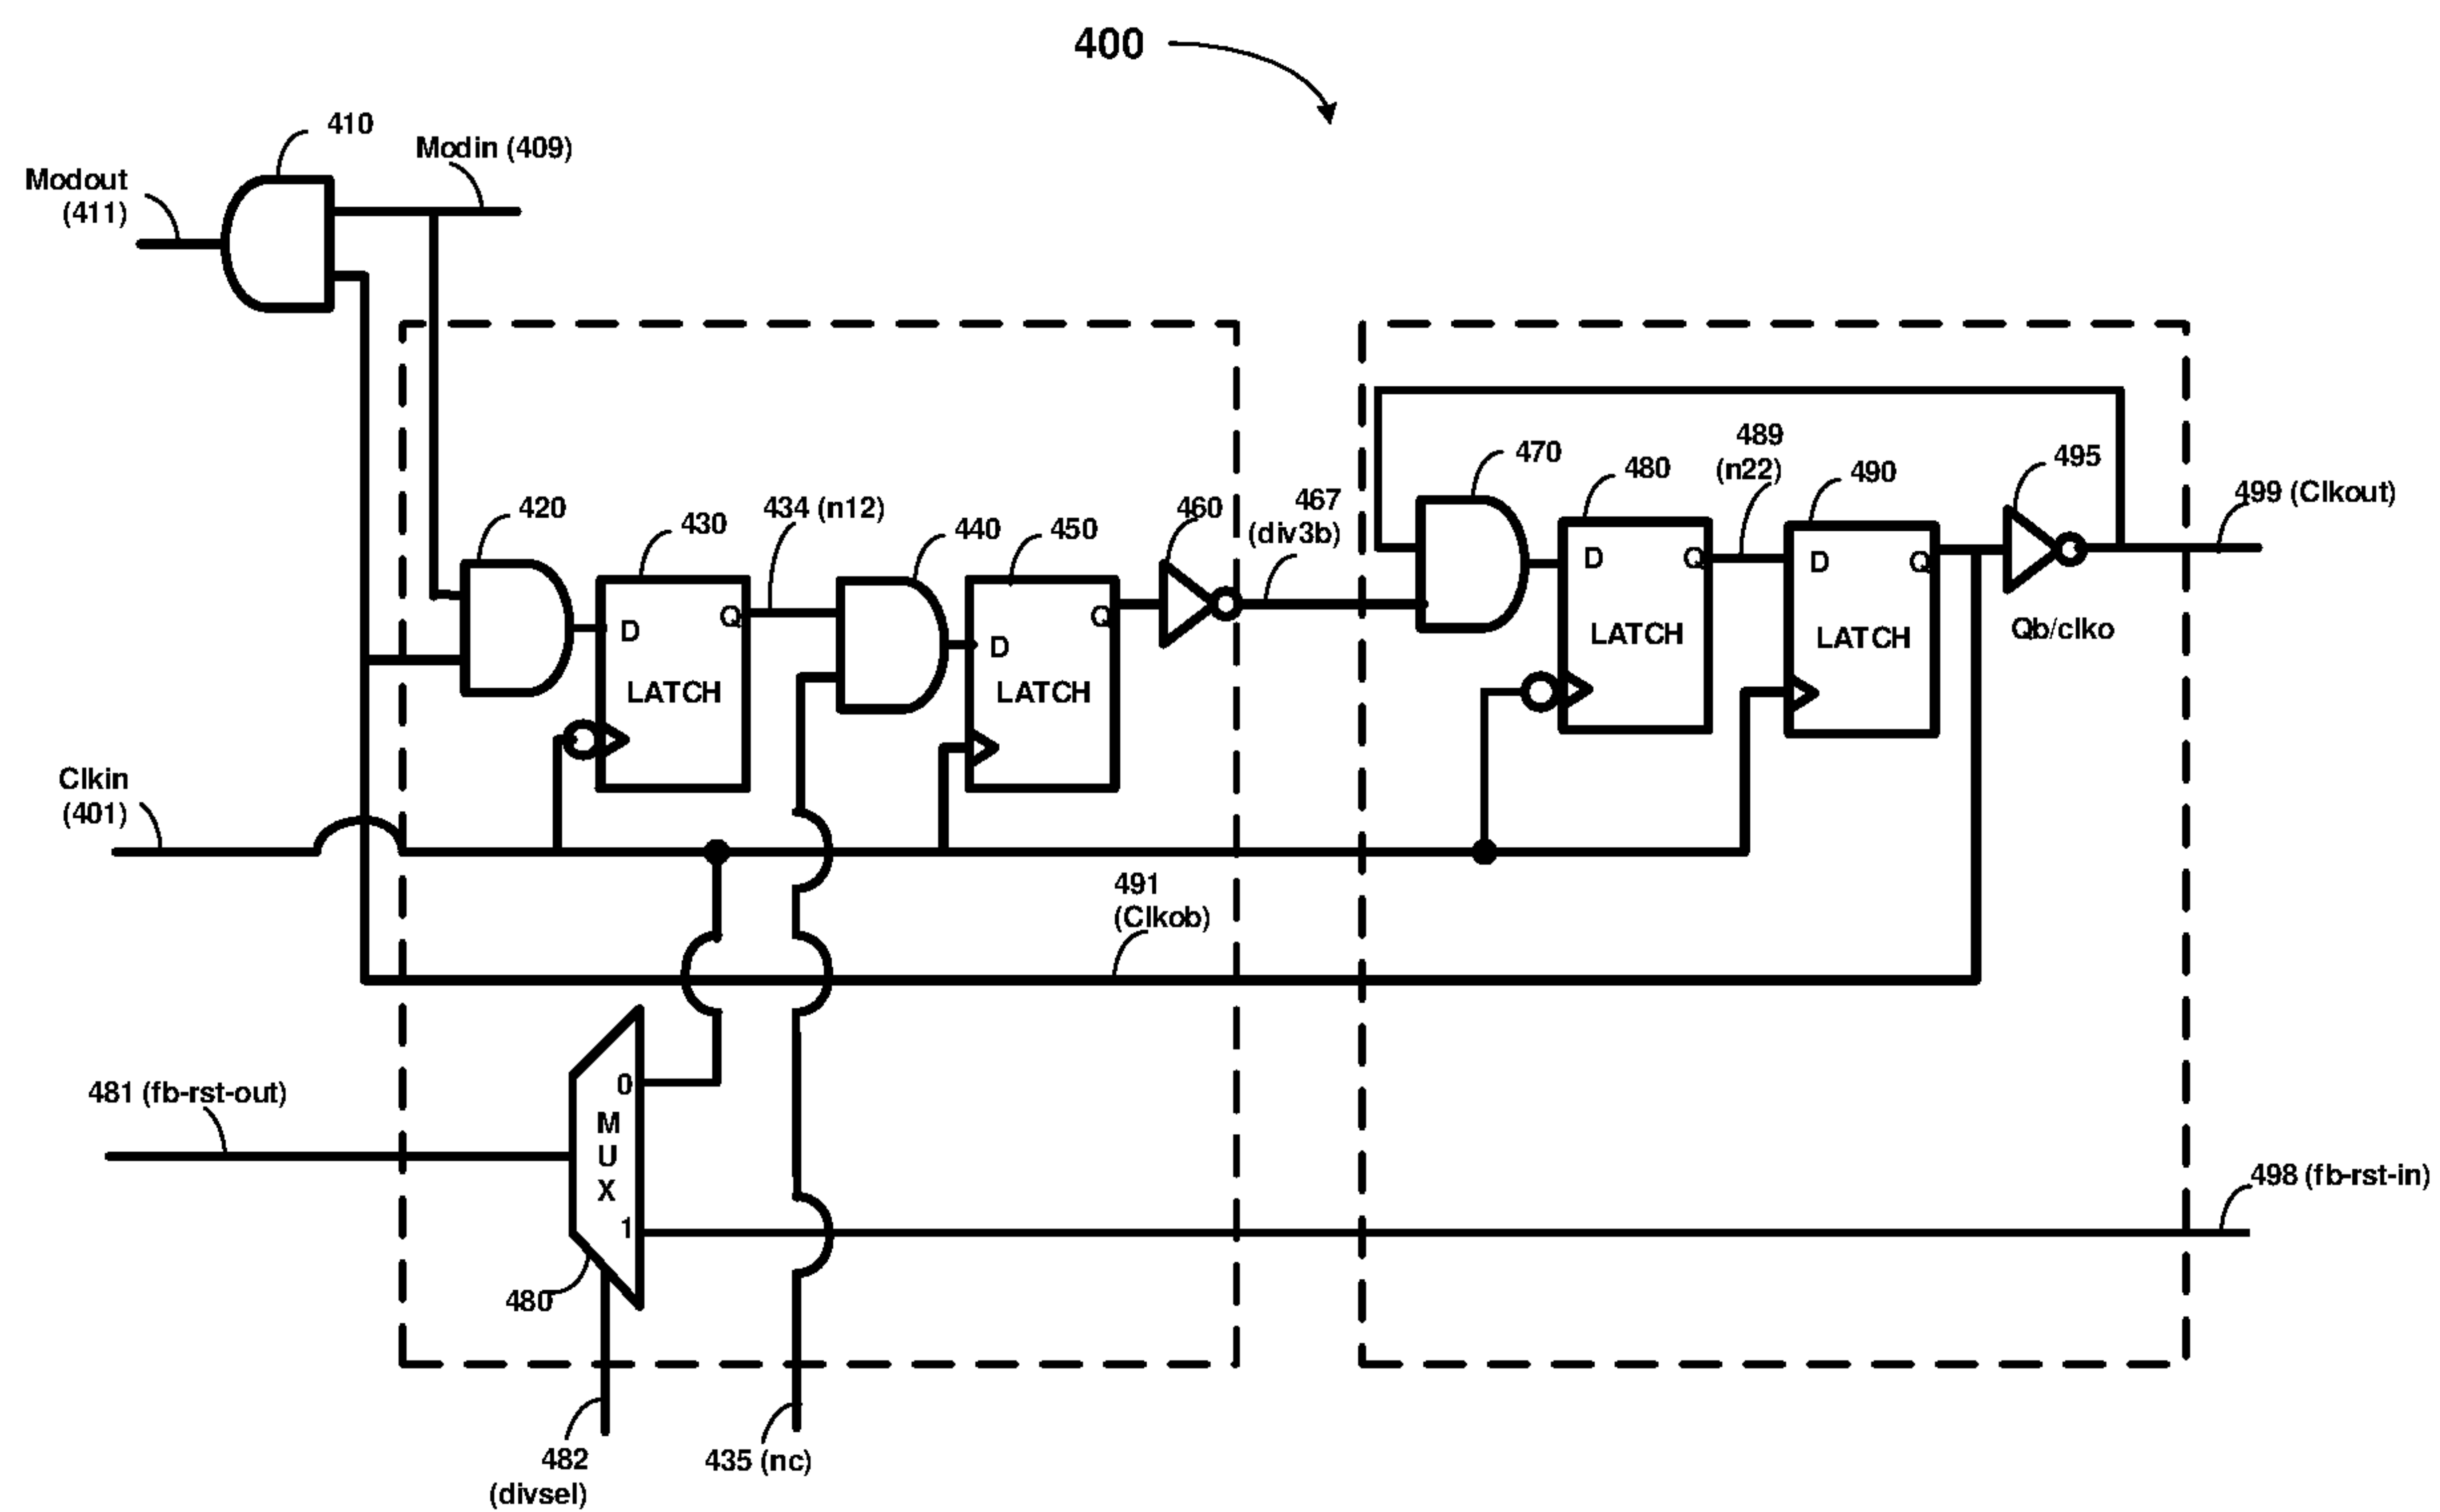 400
410
Modin (409)
Modout
(411)
420
430
434 (n12)
440
450
460
467
(div3b)
470
480
489
(n22)
490
495
499 (Clkout)
D
Q
LATCH
D
Q
LATCH
D
Q
LATCH
D
Q
LATCH
Qb/clko
Clkin
(401)
491
(Clkob)
481 (fb-rst-out)
0
M
U
X
1
480
498 (fb-rst-in)
482
(divsel)
435 (nc)